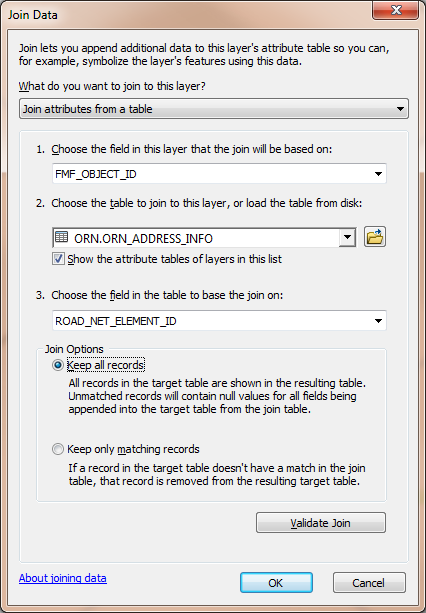 Join Data
Join lets you append additional data to this layer's attribute table so you can,
for example, symbolize the layer's features using this data.
What do you want to join to this layer?
Join attributes from a table
1. Choose the field in this layer that the join will be based on:
FMF_OBJECT_ID
2. Choose the table to join to this layer, or load the table from disk:
ORN.ORN_ADDRESS_INFO
Show the attribute tables of layers in this list
3. Choose the field in the table to base the join on:
ROAD_NET_ELEMENT_ID
Join Options
Keep all records
All records in the target table are shown in the resulting table.
Unmatched records will contain null values for all fields being
appended into the target table from the join table.
Keep only matching records
If a record in the target table doesn't have a match in the join
table, that record is removed from the resulting target table.
Validate Join
About joining data
OK
Cancel